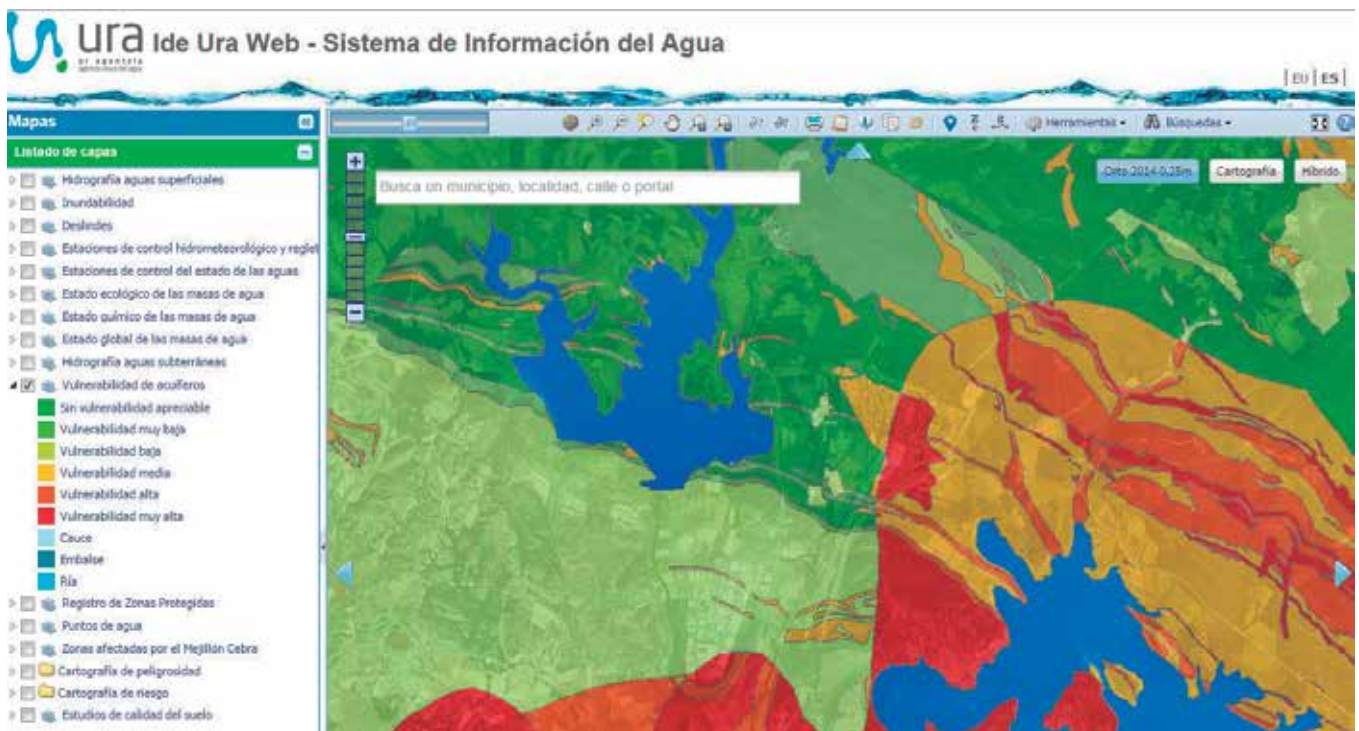 ura
ur agentzia
agencia vasca del agua
Ide Ura Web - Sistema de Información del Agua
| EU | ES |
Mapas
Herramientas
Búsquedas
Listado de capas
Busca un municipio, localidad, calle o portal
Orto 2014 0,25m
Cartografía
Híbrido
Hidrografía aguas superficiales
Inundabilidad
Deslindes
Estaciones de control hidrometeorológico y reglet
Estaciones de control del estado de las aguas
Estado ecológico de las masas de agua
Estado químico de las masas de agua
Estado global de las masas de agua
Hidrografía aguas subterráneas
Vulnerabilidad de acuíferos
Sin vulnerabilidad apreciable
Vulnerabilidad muy baja
Vulnerabilidad baja
Vulnerabilidad media
Vulnerabilidad alta
Vulnerabilidad muy alta
Cauce
Embalse
Ría
Registro de Zonas Protegidas
Puntos de agua
Zonas afectadas por el Mejillón Cebra
Cartografía de peligrosidad
Cartografía de riesgo
Estudios de calidad del suelo